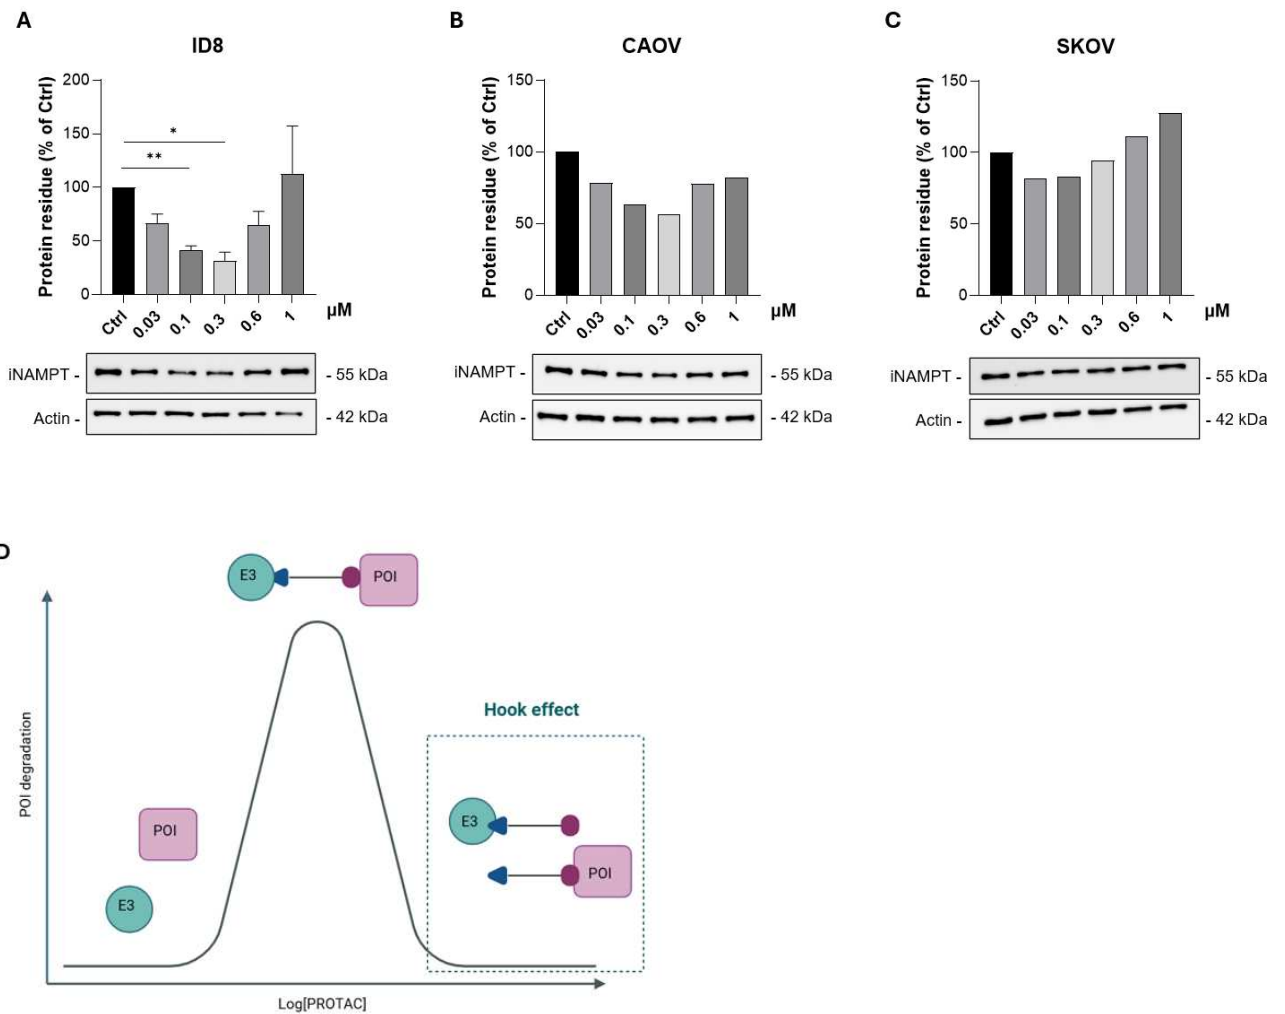 A
ID8
Protein residue (% of Ctrl)
200
150
100
50
0
*
**
Ctrl 0.03 0.1 0.3 0.6 1 µM
iNAMPT - - 55 kDa
Actin - - 42 kDa
B
CAOV
Protein residue (% of Ctrl)
150
100
50
0
Ctrl 0.03 0.1 0.3 0.6 1 µM
iNAMPT - - 55 kDa
Actin - - 42 kDa
C
SKOV
Protein residue (% of Ctrl)
150
100
50
0
Ctrl 0.03 0.1 0.3 0.6 1 µM
iNAMPT - - 55 kDa
Actin - - 42 kDa
D
E3 POI
POI degradation
Hook effect
POI
E3
E3
POI
Log[PROTAC]